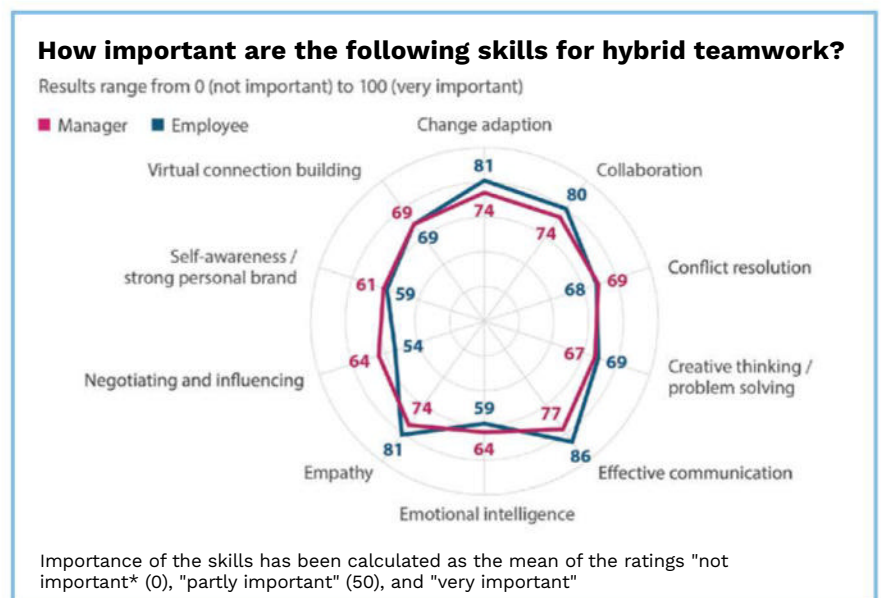 How important are the following skills for hybrid teamwork?
Results range from 0 (not important) to 100 (very important)
Manager Employee
Change adaption
Virtual connection building
Collaboration
81
80
69
74
74
69
Self-awareness /
strong personal brand
Conflict resolution
61
59
68
69
64
54
67
69
Negotiating and influencing
Creative thinking /
problem solving
74
59
77
81
64
86
Empathy
Effective communication
Emotional intelligence
Importance of the skills has been calculated as the mean of the ratings "not
important* (0), "partly important" (50), and "very important"